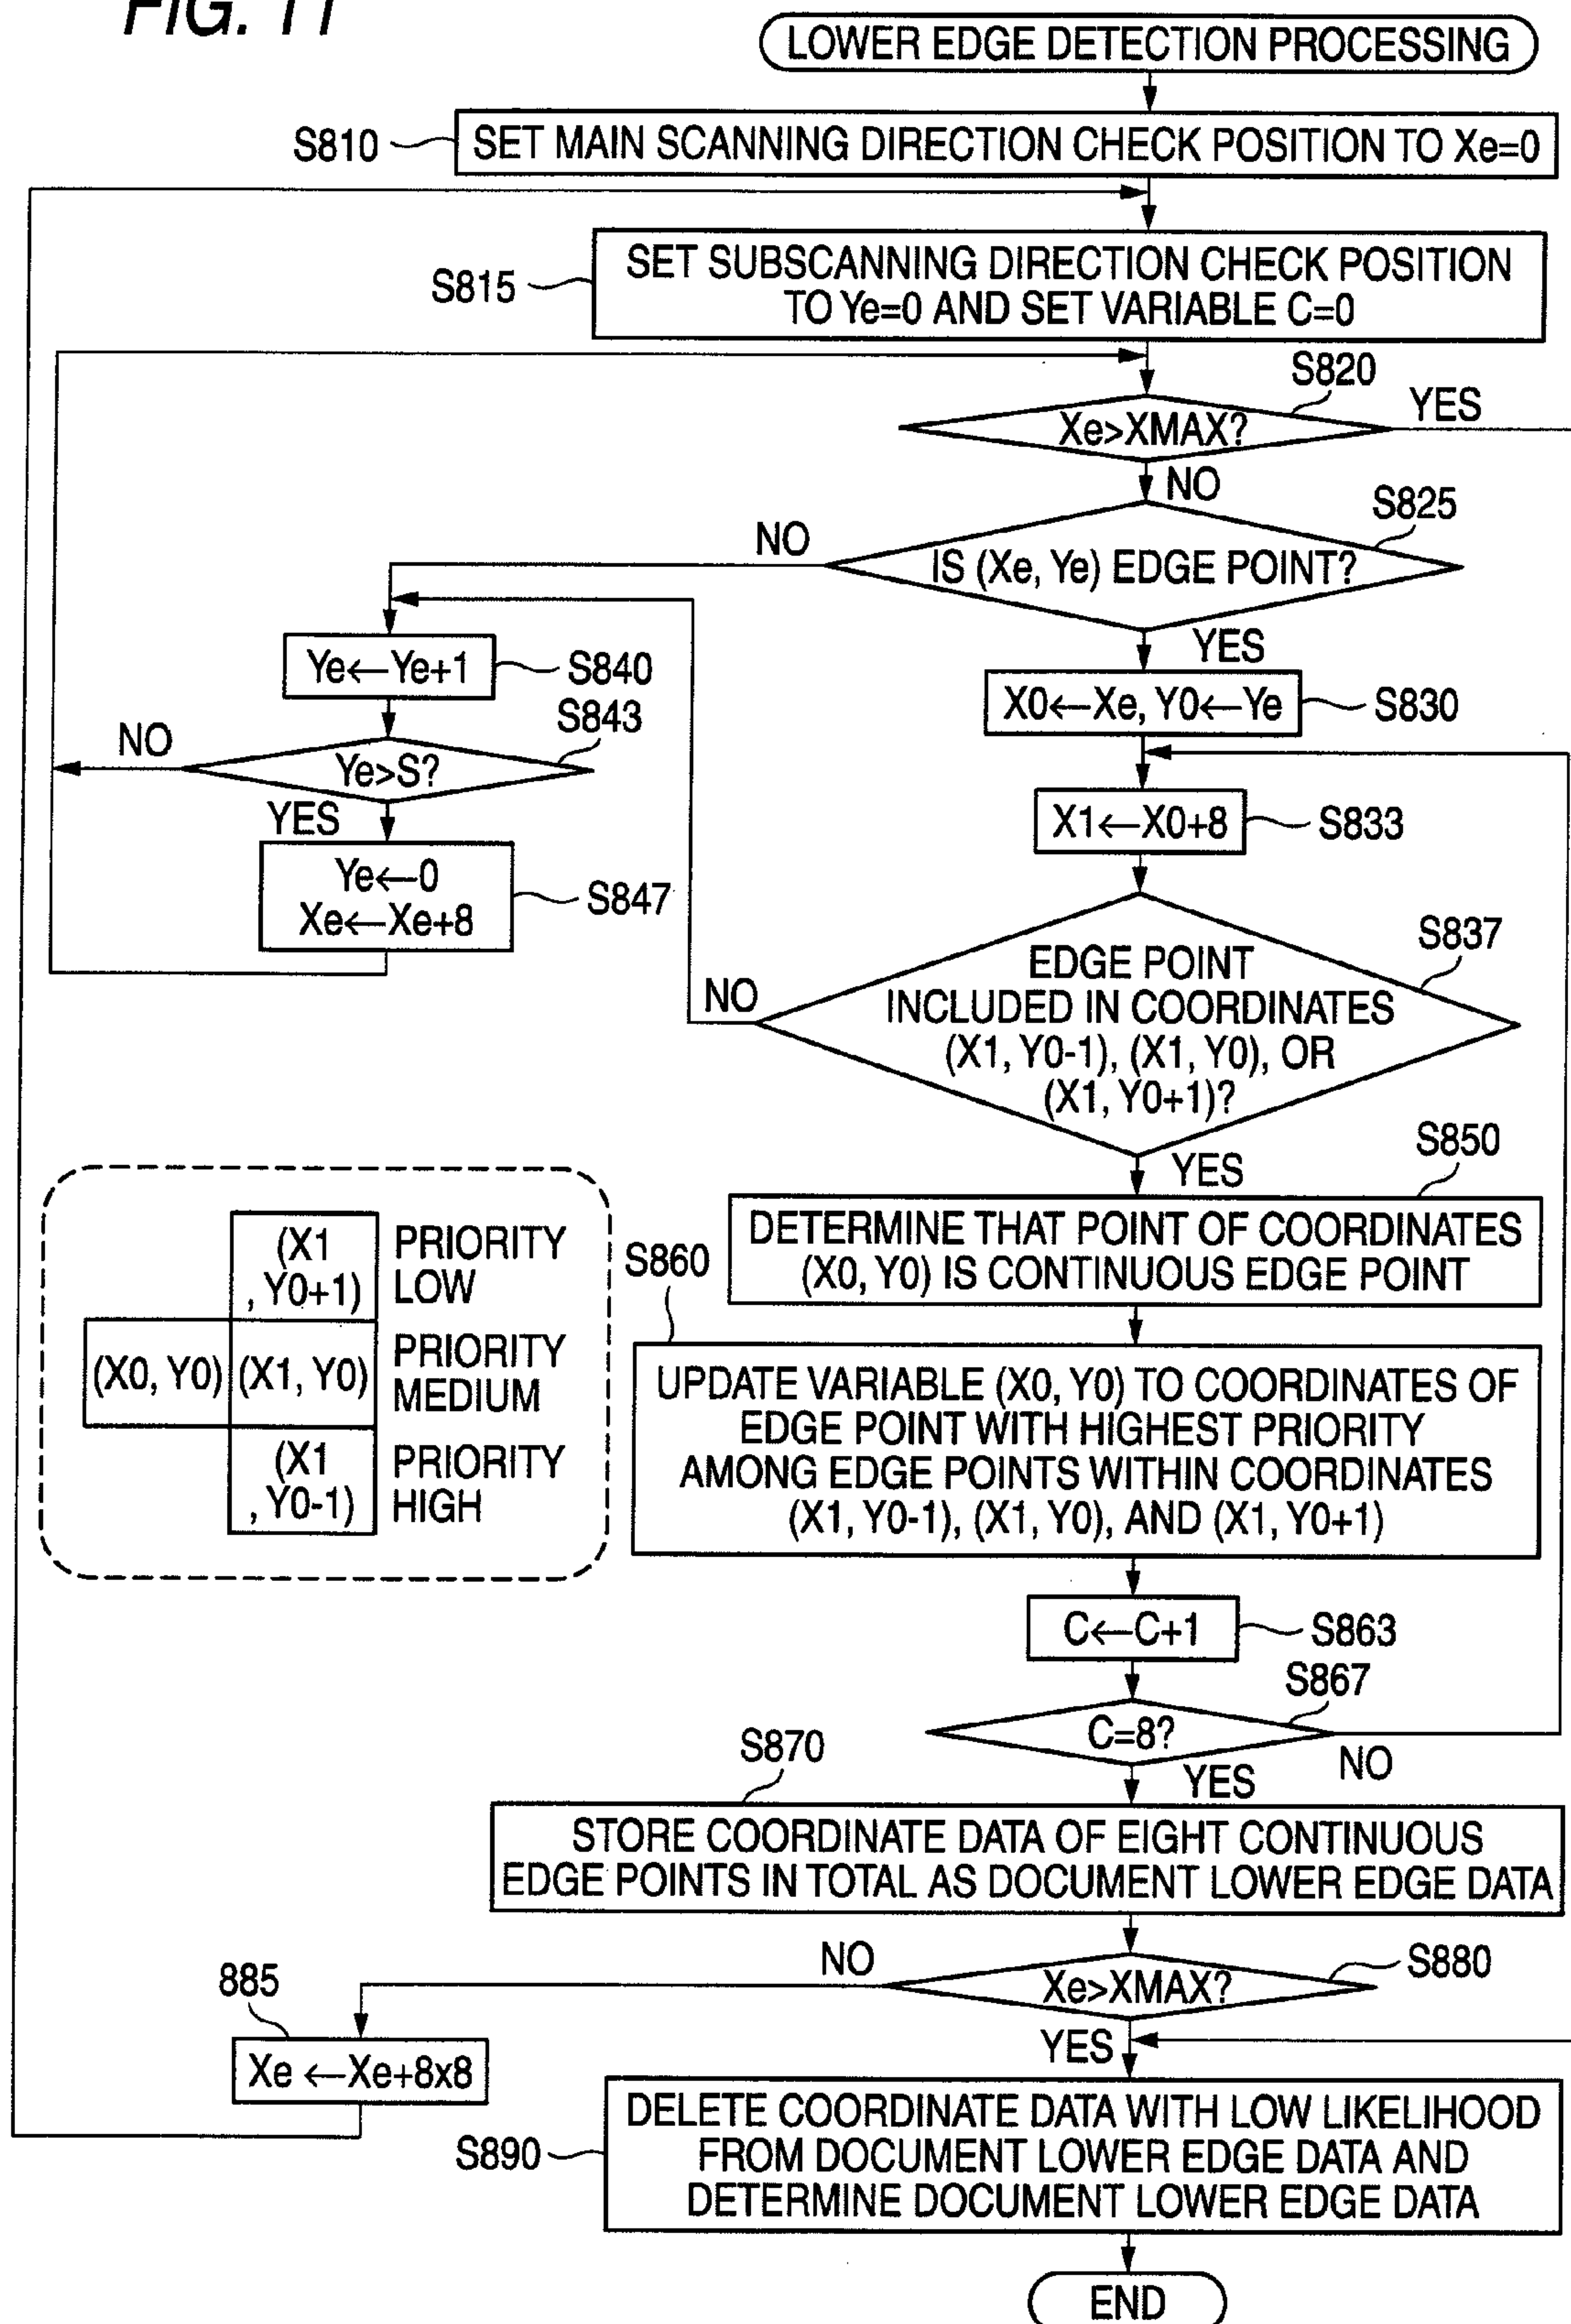 FIG. 11
LOWER EDGE DETECTION PROCESSING
S810
SET MAIN SCANNING DIRECTION CHECK POSITION TO Xe=0
S815
SET SUBSCANNING DIRECTION CHECK POSITION
TO Ye=0 AND SET VARIABLE C=0
S820
Xe>XMAX?
YES
NO
S825
IS (Xe, Ye) EDGE POINT?
NO
YES
Ye←Ye+1
S840
X0←Xe, Y0←Ye
S830
S843
Ye>S?
NO
YES
X1←X0+8
S833
Ye←0
Xe←Xe+8
S847
S837
EDGE POINT
INCLUDED IN COORDINATES
(X1, Y0-1), (X1, Y0), OR
(X1, Y0+1)?
NO
YES
S850
DETERMINE THAT POINT OF COORDINATES
(X0, Y0) IS CONTINUOUS EDGE POINT
(X1
, Y0+1)
PRIORITY
LOW
(X0, Y0)
(X1, Y0)
PRIORITY
MEDIUM
(X1
, Y0-1)
PRIORITY
HIGH
S860
UPDATE VARIABLE (X0, Y0) TO COORDINATES OF
EDGE POINT WITH HIGHEST PRIORITY
AMONG EDGE POINTS WITHIN COORDINATES
(X1, Y0-1), (X1, Y0), AND (X1, Y0+1)
C←C+1
S863
S867
C=8?
NO
YES
S870
STORE COORDINATE DATA OF EIGHT CONTINUOUS
EDGE POINTS IN TOTAL AS DOCUMENT LOWER EDGE DATA
S880
Xe>XMAX?
NO
YES
885
Xe ←Xe+8x8
S890
DELETE COORDINATE DATA WITH LOW LIKELIHOOD
FROM DOCUMENT LOWER EDGE DATA AND
DETERMINE DOCUMENT LOWER EDGE DATA
END